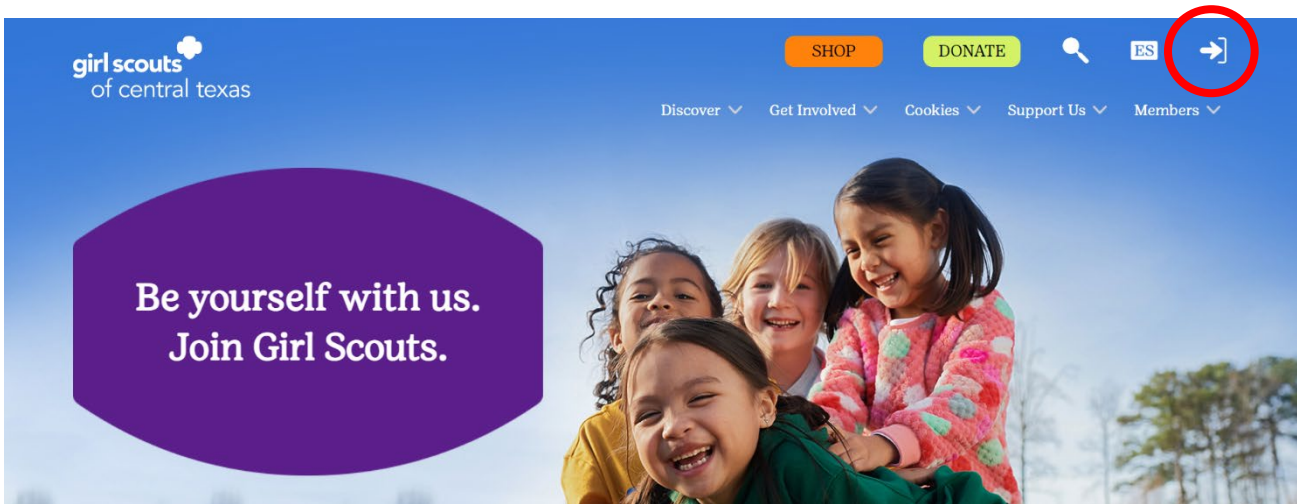 girl scouts
of central texas
SHOP
DONATE
ES
Discover
Get Involved
Cookies
Support Us
Members
Be yourself with us.
Join Girl Scouts.